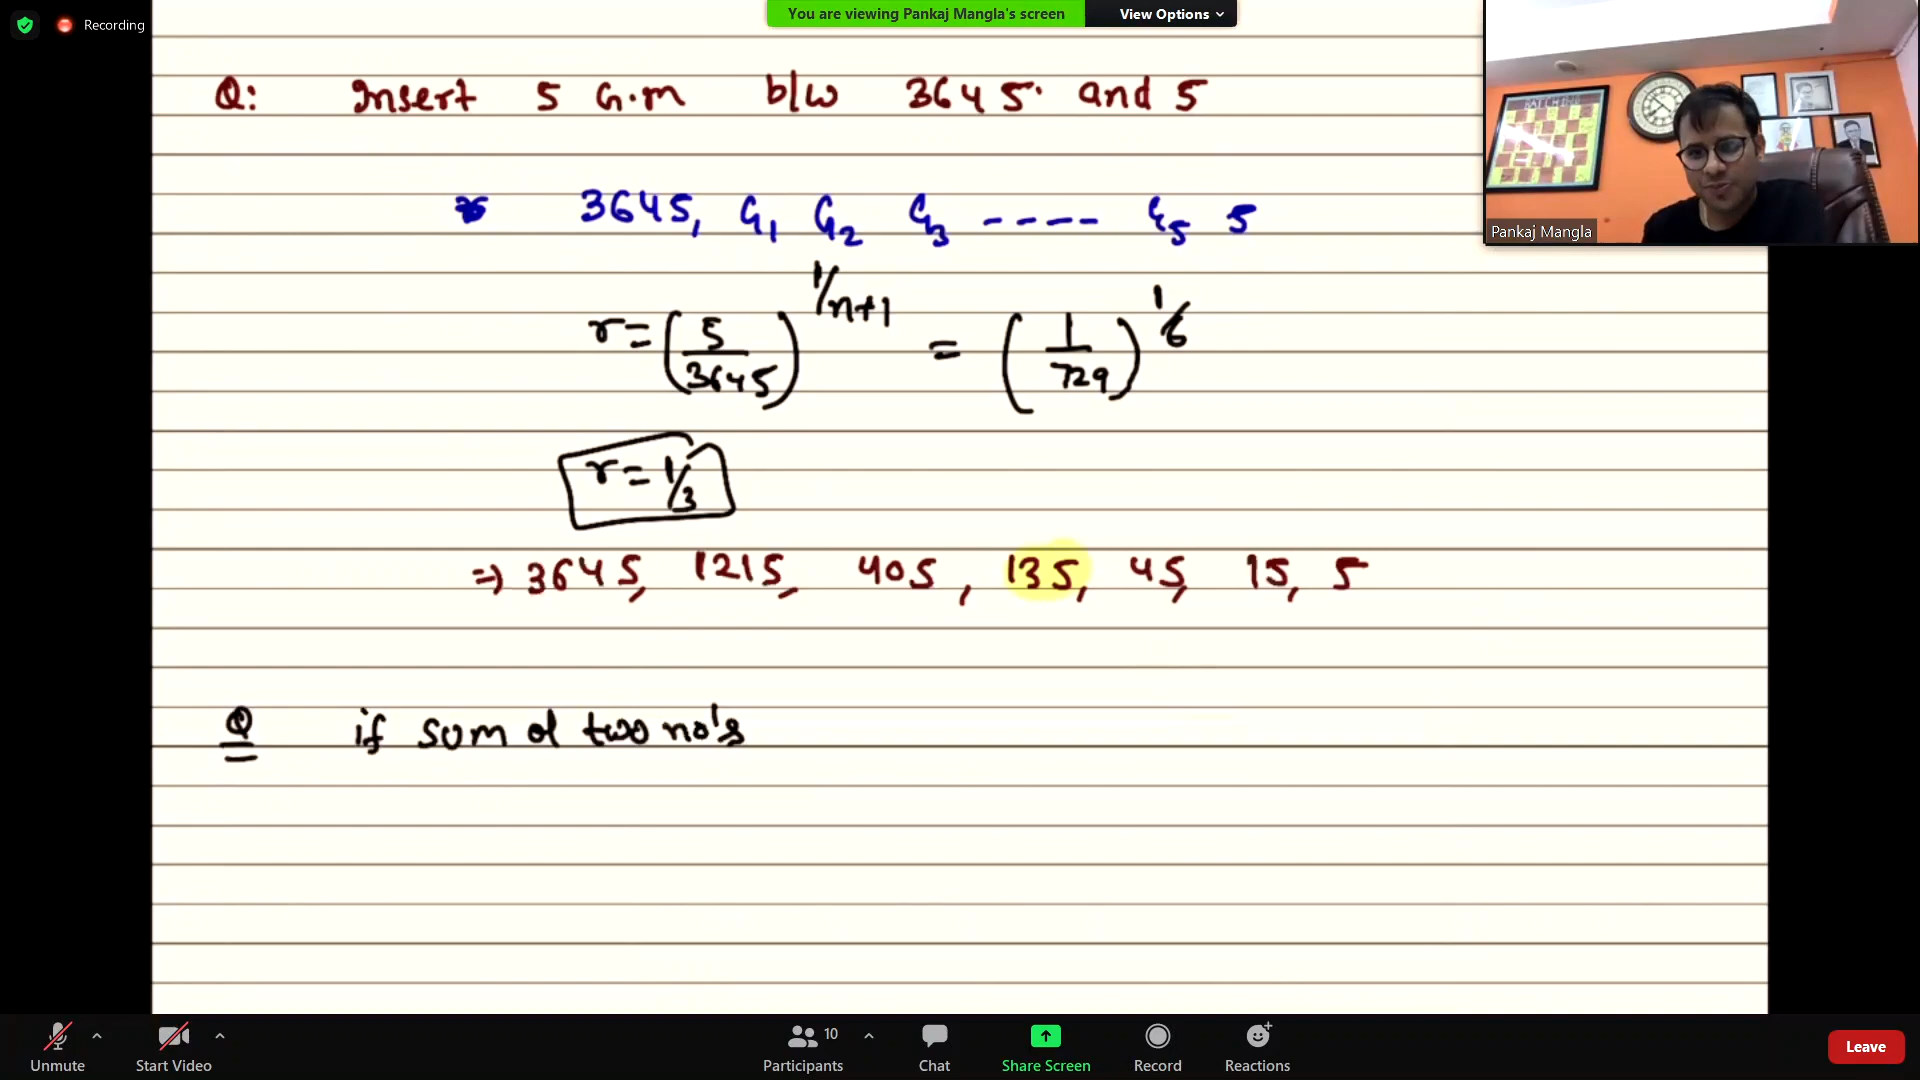 Recording
You are viewing Pankaj Mangla's screen View Options
Q: Insert 5 G.M b/w 3645 and 5
3645, G1 G2 G3 ---- G5 5
r = (5/3645)^1/n+1 = (1/729)^1/6
r = 1/3
⇒ 3645, 1215, 405, 135, 45, 15, 5
Q if sum of two no's
Pankaj Mangla
Unmute Start Video Participants 10 Chat Share Screen Record Reactions Leave